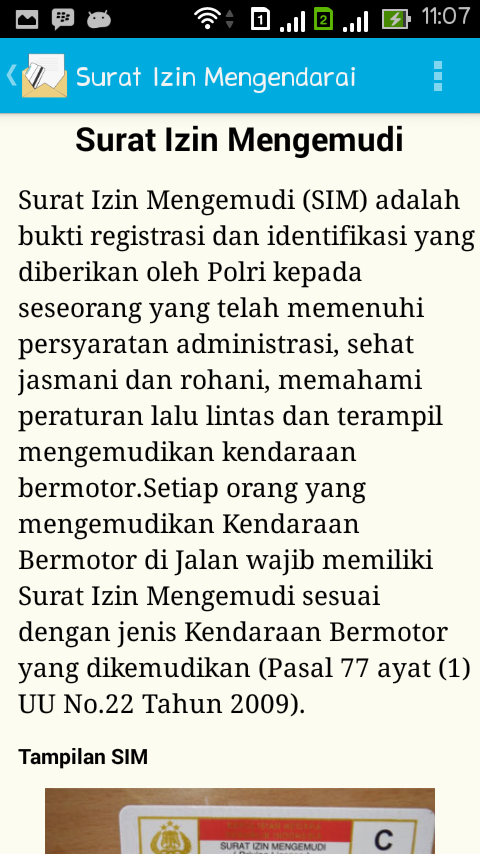 11:07
Surat Izin Mengendarai
Surat Izin Mengemudi
Surat Izin Mengemudi (SIM) adalah
bukti registrasi dan identifikasi yang
diberikan oleh Polri kepada
seseorang yang telah memenuhi
persyaratan administrasi, sehat
jasmani dan rohani, memahami
peraturan lalu lintas dan terampil
mengemudikan kendaraan
bermotor.Setiap orang yang
mengemudikan Kendaraan
Bermotor di Jalan wajib memiliki
Surat Izin Mengemudi sesuai
dengan jenis Kendaraan Bermotor
yang dikemudikan (Pasal 77 ayat (1)
UU No.22 Tahun 2009).
Tampilan SIM
SURAT IZIN MENGEMUDI
C